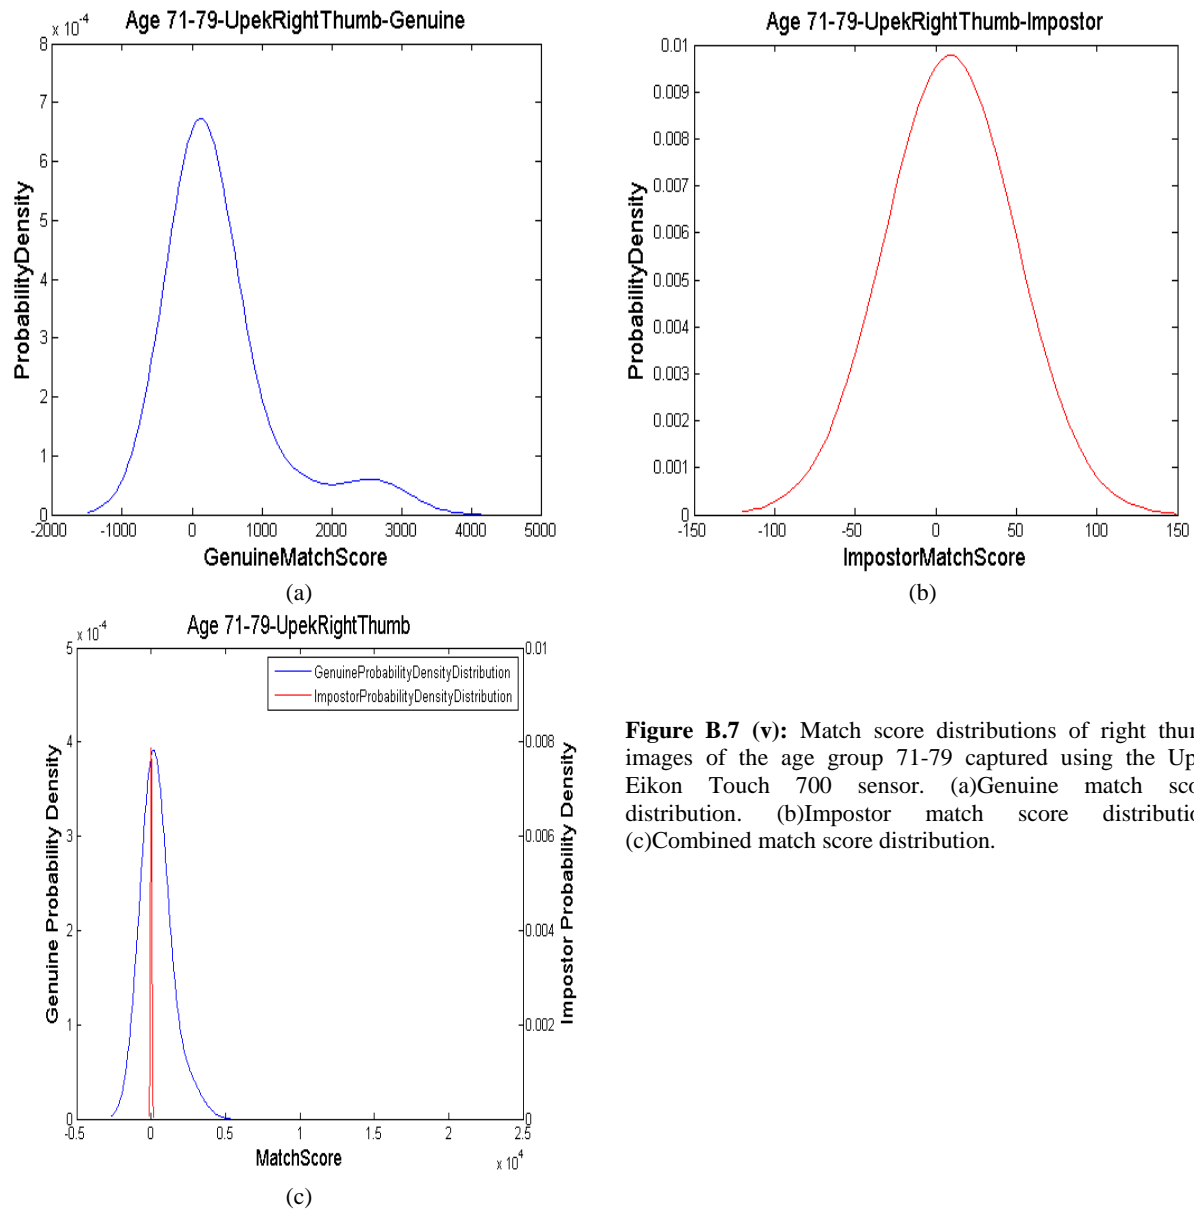 Age 71-79-UpekRightThumb-Genuine
x 10-4
8
7
6
5
4
3
2
1
0
ProbabilityDensity
-2000 -1000 0 1000 2000 3000 4000 5000
GenuineMatchScore
(a)
Age 71-79-UpekRightThumb-Impostor
0.01
0.009
0.008
0.007
0.006
0.005
0.004
0.003
0.002
0.001
0
ProbabilityDensity
-150 -100 -50 0 50 100 150
ImpostorMatchScore
(b)
Age 71-79-UpekRightThumb
x 10-4
5
4
3
2
1
0
Genuine Probability Density
GenuineProbabilityDensityDistribution
ImpostorProbabilityDensityDistribution
0.01
0.008
0.006
0.004
0.002
0
Impostor Probability Density
-0.5 0 0.5 1 1.5 2 2.5
MatchScore
x 104
(c)
Figure B.7 (v): Match score distributions of right thum
images of the age group 71-79 captured using the Up
Eikon Touch 700 sensor. (a)Genuine match sco
distribution. (b)Impostor match score distributio
(c)Combined match score distribution.